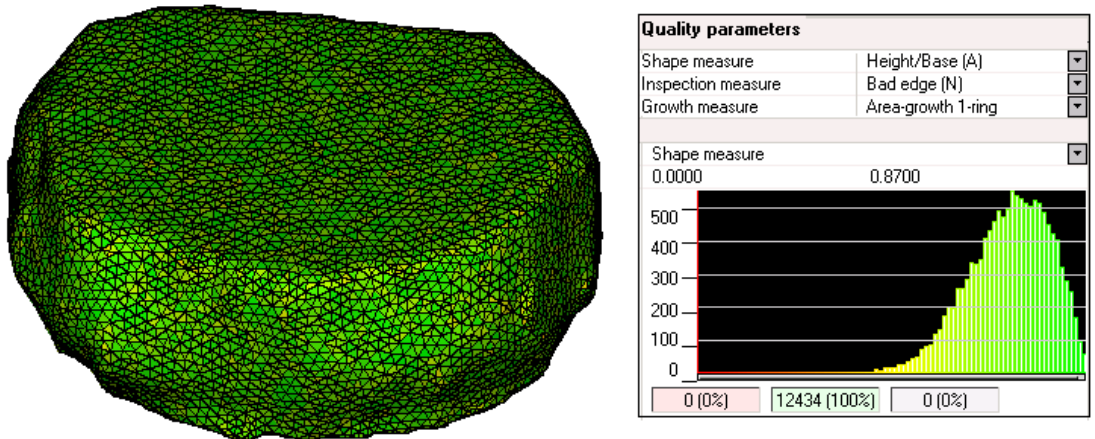 Quality parameters
Shape measure Height/Base (A)
Inspection measure Bad edge (N)
Growth measure Area-growth 1-ring
Shape measure
0.0000 0.8700
500
400
300
200
100
0
0 (0%) 12434 (100%) 0 (0%)